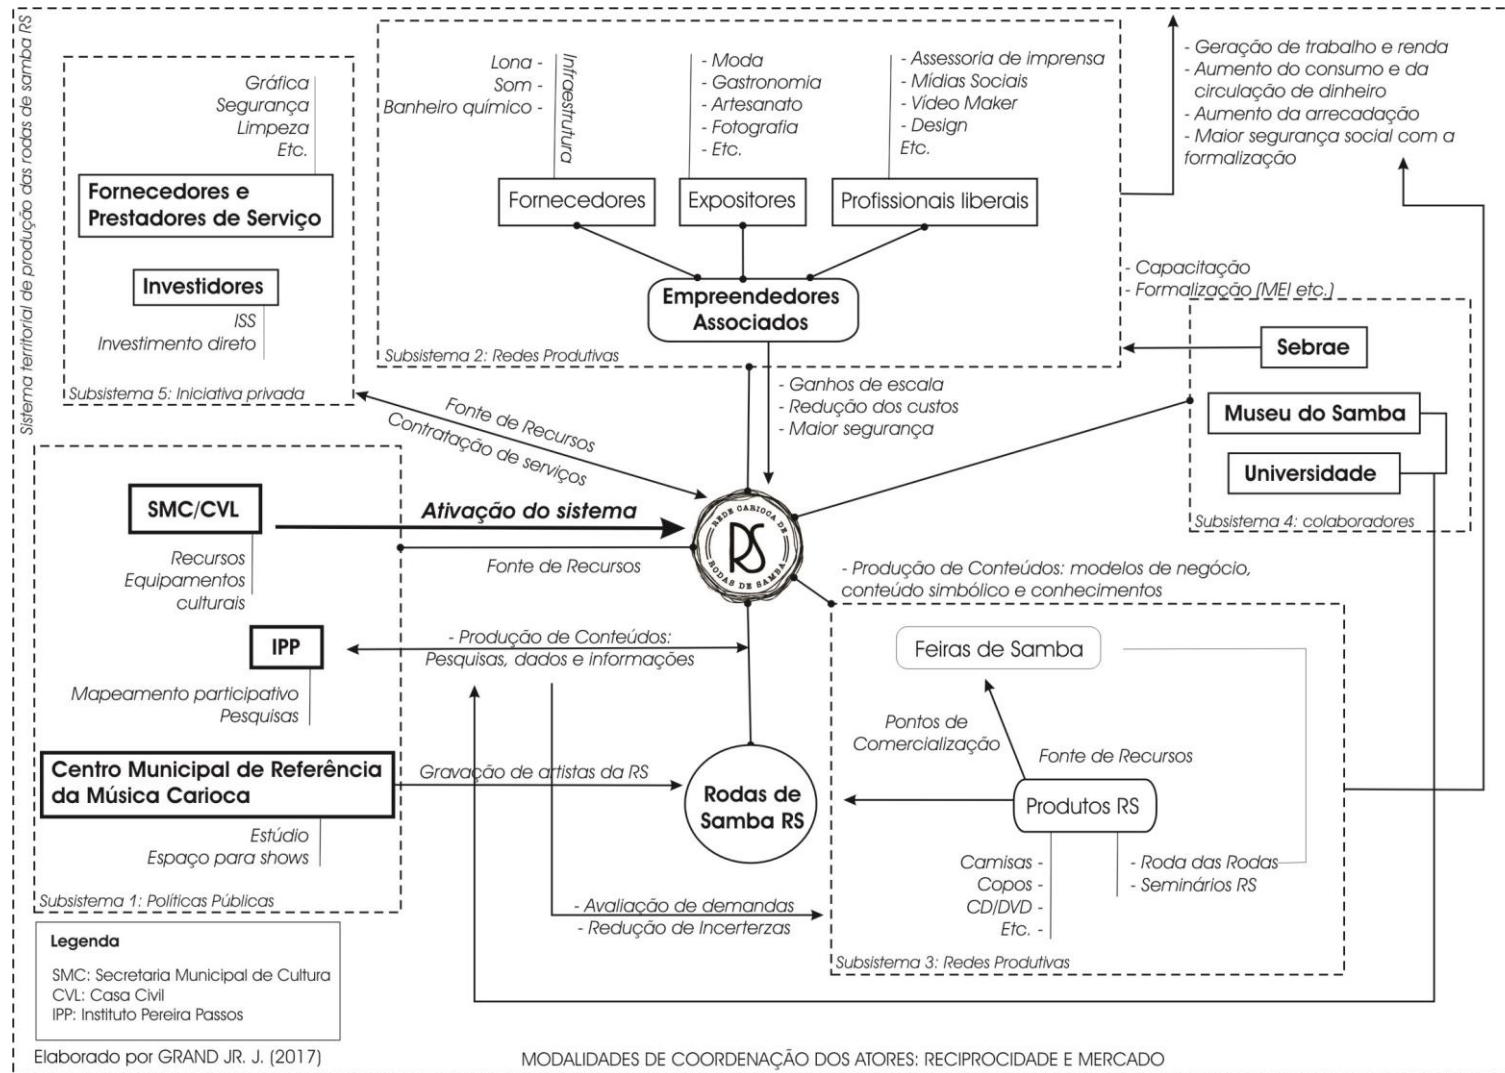 Sistema territorial de produção das rodas de samba RS
Gráfica
Segurança
Limpeza
Etc.
Fornecedores e
Prestadores de Serviço
Investidores
ISS
Investimento direto
Subsistema 5: Iniciativa privada
Lona -
Som -
Banheiro químico -
Infraestrutura
- Moda
- Gastronomia
- Artesanato
- Fotografia
- Etc.
- Assessoria de imprensa
- Mídias Sociais
- Vídeo Maker
- Design
Etc.
Fornecedores
Expositores
Profissionais liberais
Empreendedores
Associados
Subsistema 2: Redes Produtivas
- Geração de trabalho e renda
- Aumento do consumo e da
circulação de dinheiro
- Aumento da arrecadação
- Maior segurança social com a
formalização
- Capacitação
- Formalização (MEI etc.)
Sebrae
Museu do Samba
Universidade
Subsistema 4: colaboradores
- Ganhos de escala
- Redução dos custos
- Maior segurança
Fonte de Recursos
Contratação de serviços
SMC/CVL
Ativação do sistema
Recursos
Equipamentos
culturais
Fonte de Recursos
REDE CARIOCA DE
RS
RODAS DE SAMBA
IPP
- Produção de Conteúdos:
Pesquisas, dados e informações
Mapeamento participativo
Pesquisas
Centro Municipal de Referência
da Música Carioca
Gravação de artistas da RS
Estúdio
Espaço para shows
Subsistema 1: Políticas Públicas
Rodas de
Samba RS
- Produção de Conteúdos: modelos de negócio,
conteúdo simbólico e conhecimentos
Feiras de Samba
Pontos de
Comercialização
Fonte de Recursos
Produtos RS
Camisas -
Copos -
CD/DVD -
Etc. -
- Roda das Rodas
- Seminários RS
Subsistema 3: Redes Produtivas
- Avaliação de demandas
- Redução de Incerterzas
Legenda
SMC: Secretaria Municipal de Cultura
CVL: Casa Civil
IPP: Instituto Pereira Passos
Elaborado por GRAND JR. J. (2017)
MODALIDADES DE COORDENAÇÃO DOS ATORES: RECIPROCIDADE E MERCADO